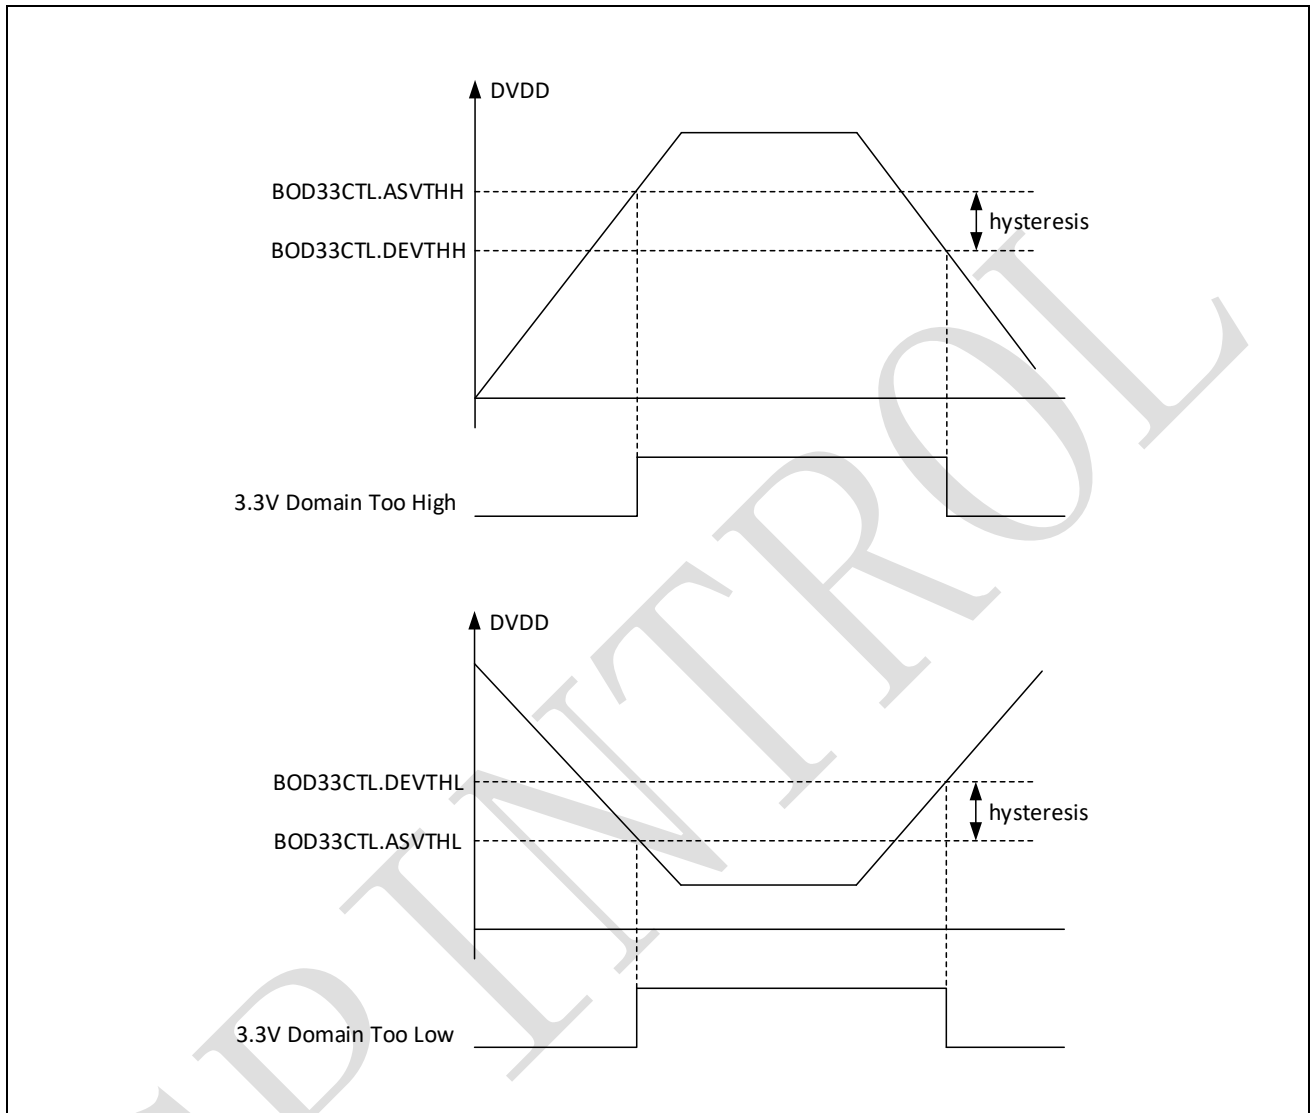 DVDD
BOD33CTL.ASVTHH
hysteresis
BOD33CTL.DEVTHH
3.3V Domain Too High
DVDD
BOD33CTL.DEVTHL
hysteresis
BOD33CTL.ASVTHL
3.3V Domain Too Low
INTROL